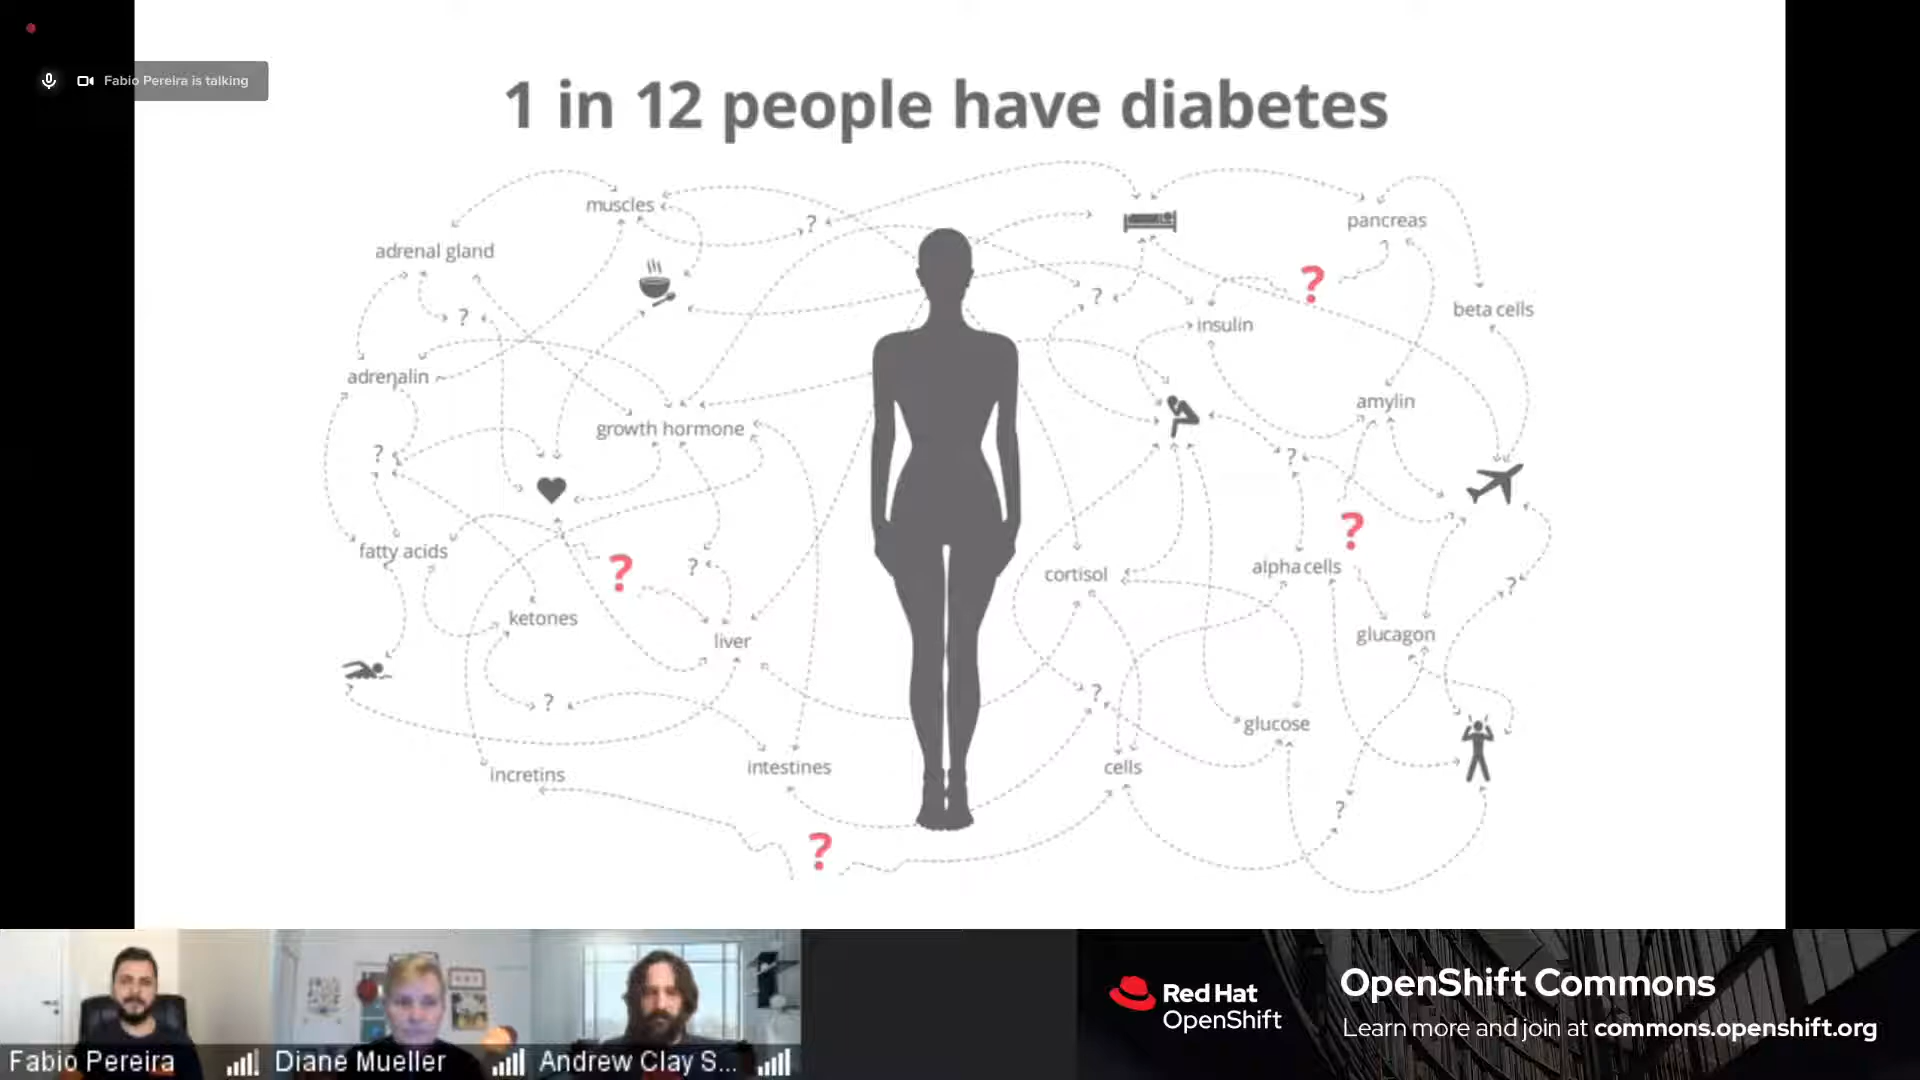 Fabio Pereira is talking
1 in 12 people have diabetes
muscles
?
pancreas
adrenal gland
?
?
?
beta cells
insulin
adrenalin
amylin
growth hormone
?
?
?
fatty acids
?
?
cortisol
alpha cells
?
ketones
liver
glucagon
?
?
glucose
incretins
intestines
cells
?
?
Fabio Pereira
Diane Mueller
Andrew Clay S...
Red Hat
OpenShift
OpenShift Commons
Learn more and join at commons.openshift.org